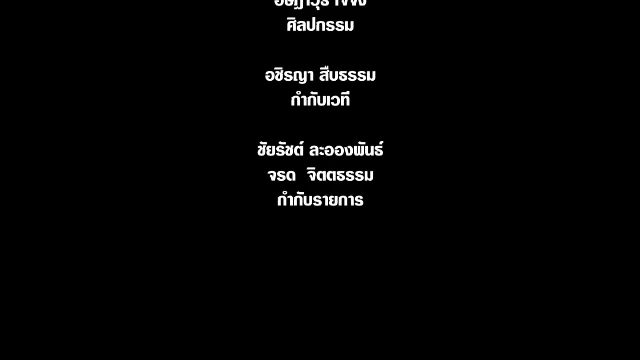 ศิลปกรรม
อชิรญา สืบธรรม
กำกับเวที
ชัยรัชต์ ละอองพันธ์
จรด จิตตธรรม
กำกับรายการ